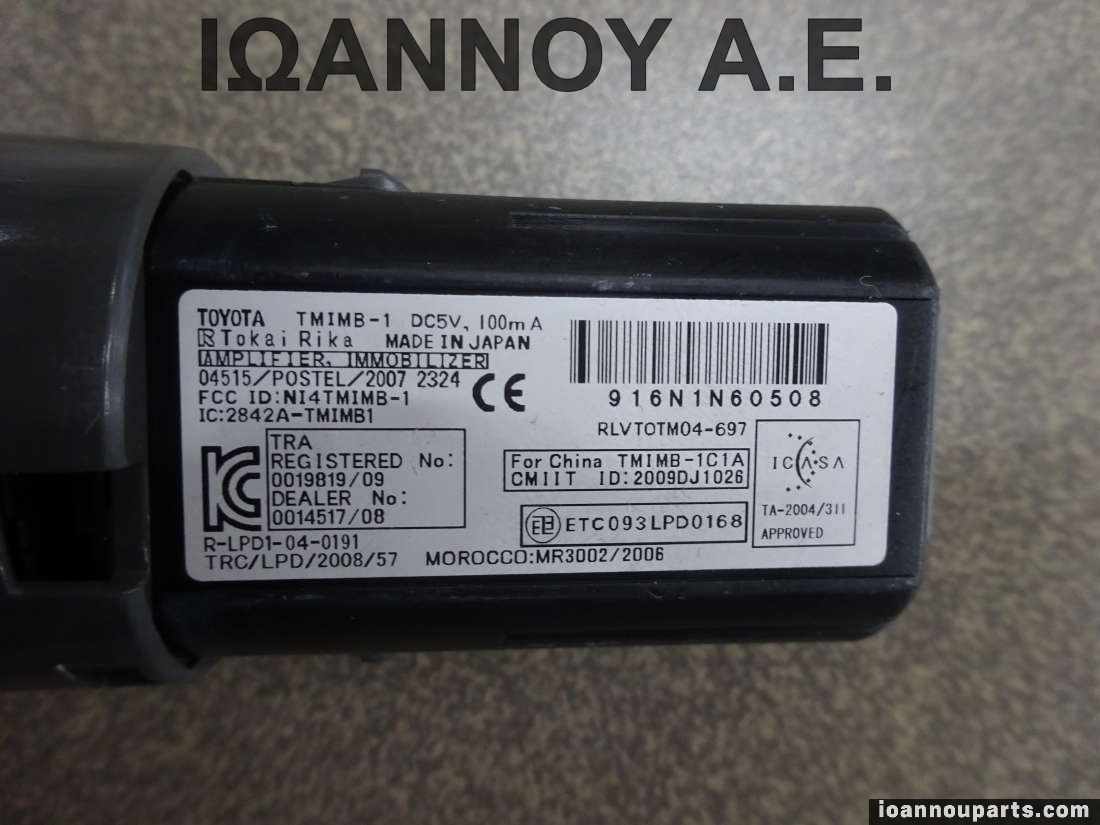 ΙΩΑΝΝΟΥ Α.Ε.
TOYOTA TMIMB-1 DC5V, 100mA
R Tokai Rika MADE IN JAPAN
AMPLIFIER, IMMOBILIZER
04515/POSTEL/2007 2324
FCC ID:NI4TMIMB-1
IC:2842A-TMIMB1
CE
916N1N60508
RLVTOTM04-697
TRA
REGISTERED No:
0019819/09
DEALER No:
0014517/08
For China TMIMB-1C1A
CMIIT ID:2009DJ1026
ETC093LPD0168
ICASA
TA-2004/311
APPROVED
R-LPD1-04-0191
TRC/LPD/2008/57 MOROCCO:MR3002/2006
ioannouparts.com